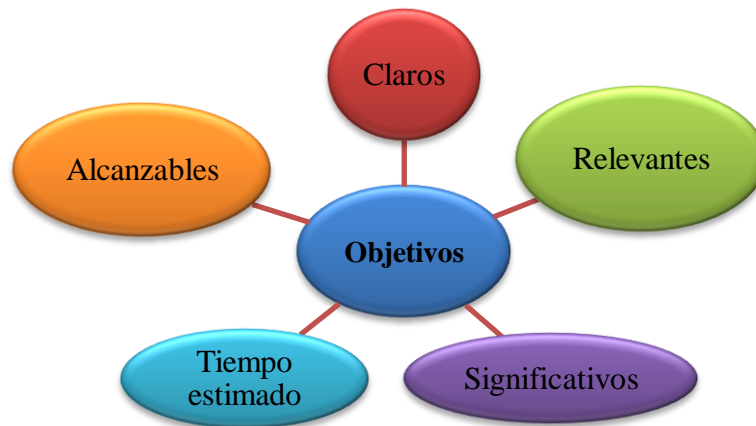 Claros
Alcanzables
Relevantes
Objetivos
Tiempo
estimado
Significativos